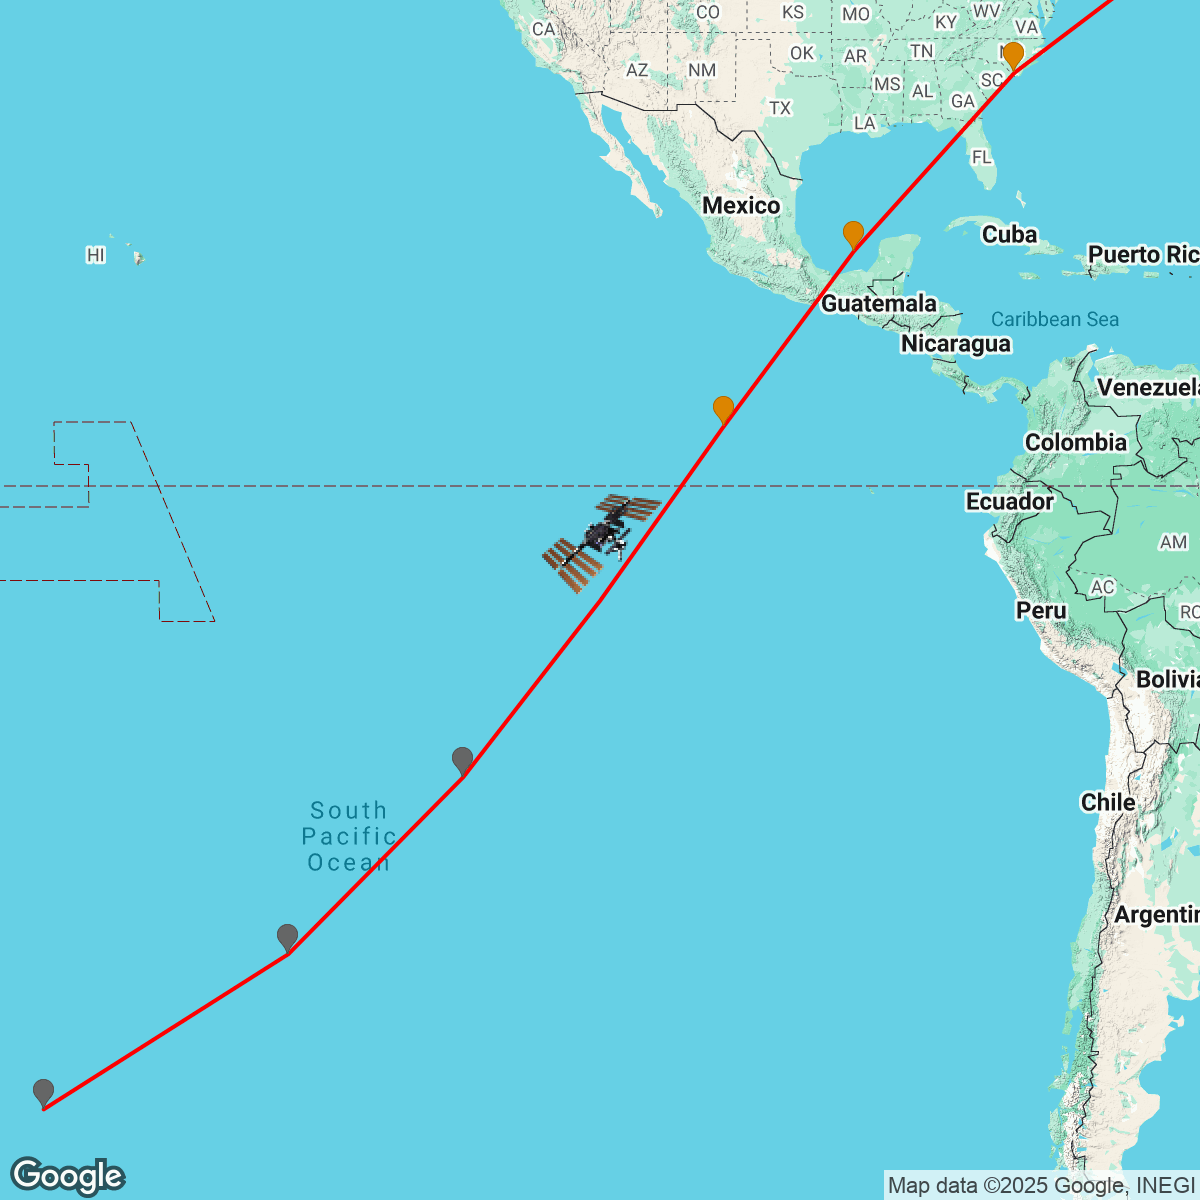 CO
KS
MO
KY
WV
VA
CA
OK
AR
TN
N
AZ
NM
SC
MS
AL
GA
TX
LA
FL
Mexico
Cuba
HI
Puerto Ric
Guatemala
Caribbean Sea
Nicaragua
Venezuela
Colombia
Ecuador
AM
AC
Peru
RO
Bolivia
Chile
South
Pacific
Ocean
Argentin
Google
Map data ©2025 Google, INEGI